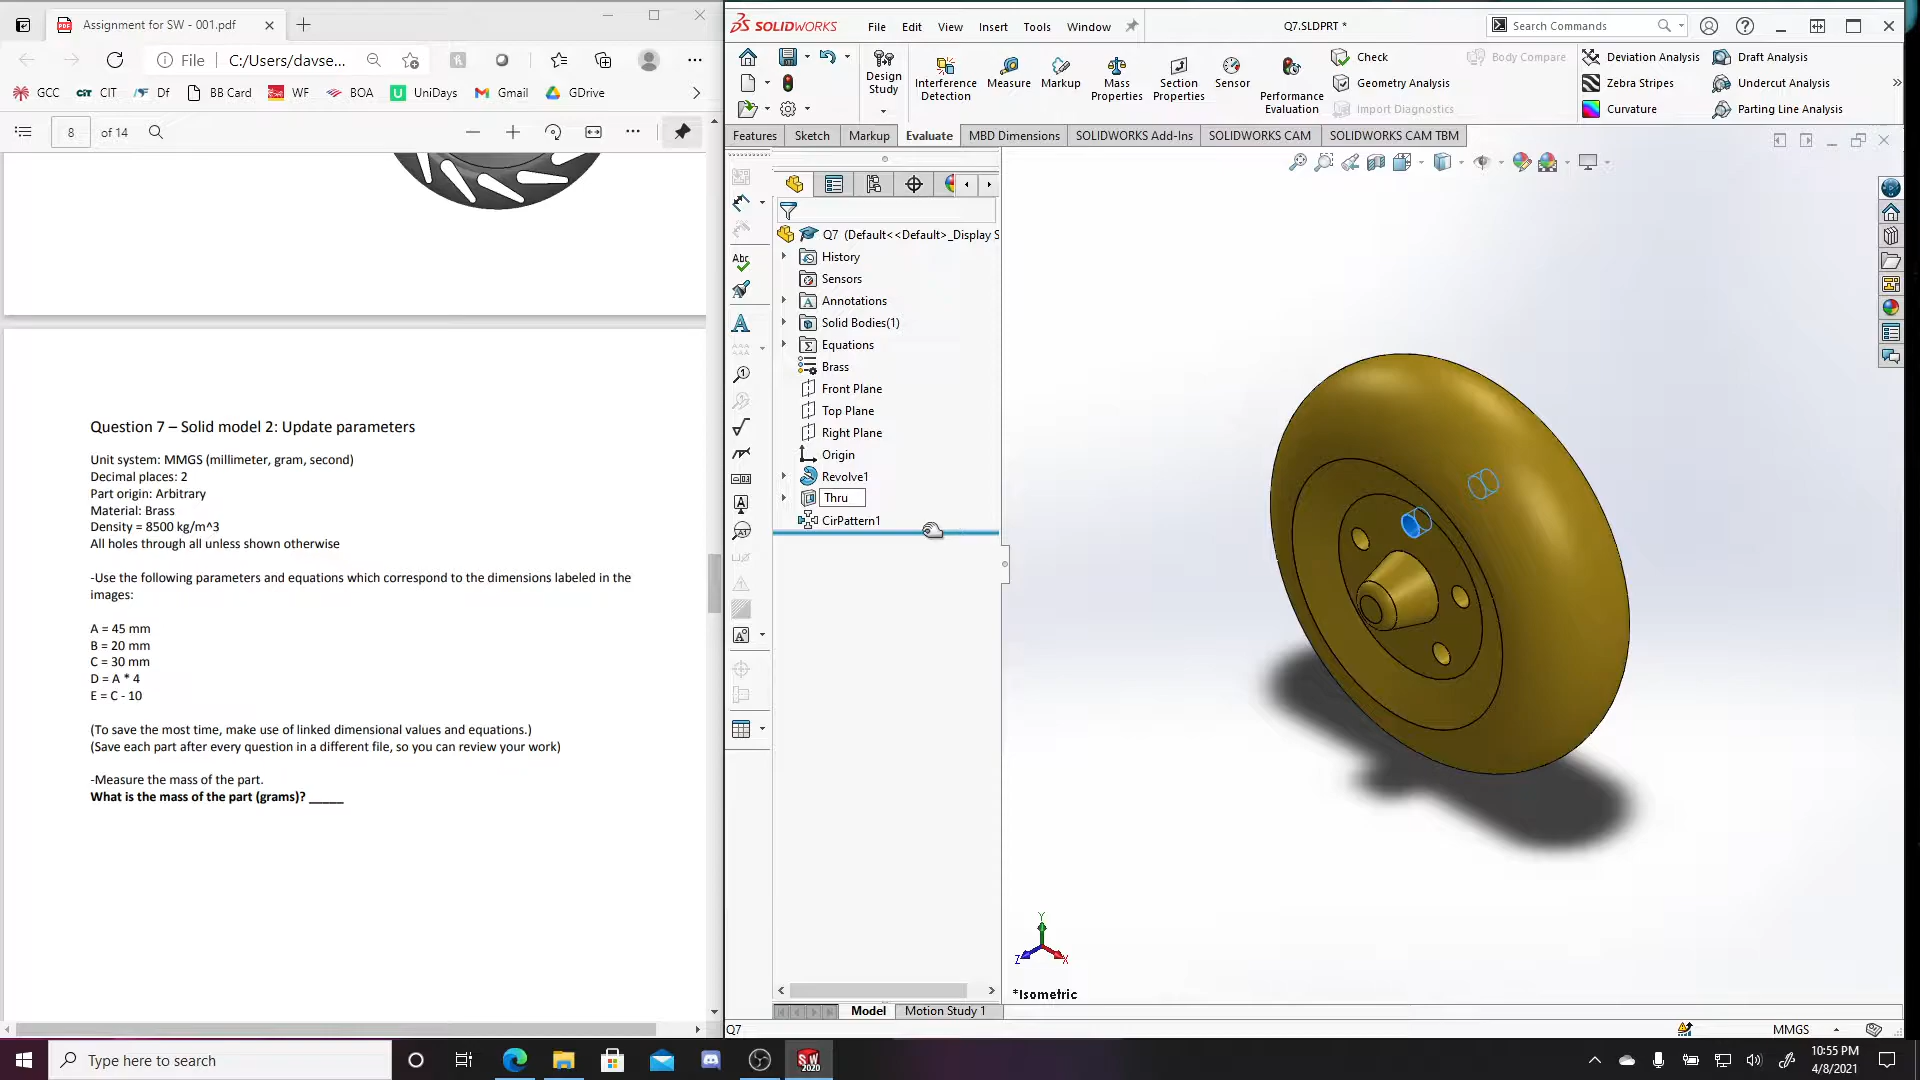 Assignment for SW - 001.pdf
File
C:/Users/davse...
GCC
CIT
CIT
Df
BB Card
WF
BOA
UniDays
Gmail
GDrive
8
of 14
Question 7 – Solid model 2: Update parameters
Unit system: MMGS (millimeter, gram, second)
Decimal places: 2
Part origin: Arbitrary
Material: Brass
Density = 8500 kg/m^3
All holes through all unless shown otherwise
-Use the following parameters and equations which correspond to the dimensions labeled in the
images:
A = 45 mm
B = 20 mm
C = 30 mm
D = A * 4
E = C - 10
(To save the most time, make use of linked dimensional values and equations.)
(Save each part after every question in a different file, so you can review your work)
-Measure the mass of the part.
What is the mass of the part (grams)? _____
SOLIDWORKS
File
Edit
View
Insert
Tools
Window
Q7.SLDPRT *
Search Commands
Design
Study
Interference
Detection
Measure
Markup
Mass
Properties
Section
Properties
Sensor
Performance
Evaluation
Check
Geometry Analysis
Import Diagnostics
Body Compare
Deviation Analysis
Zebra Stripes
Curvature
Draft Analysis
Undercut Analysis
Parting Line Analysis
Features
Sketch
Markup
Evaluate
MBD Dimensions
SOLIDWORKS Add-Ins
SOLIDWORKS CAM
SOLIDWORKS CAM TBM
Abc
Q7 (Default<<Default>_Display S
History
Sensors
Annotations
Solid Bodies(1)
Equations
Brass
Front Plane
Top Plane
Right Plane
Origin
Revolve1
Thru
CirPattern1
Y
Z
X
*Isometric
Model
Motion Study 1
Q7
MMGS
Type here to search
SW
2020
10:55 PM
4/8/2021